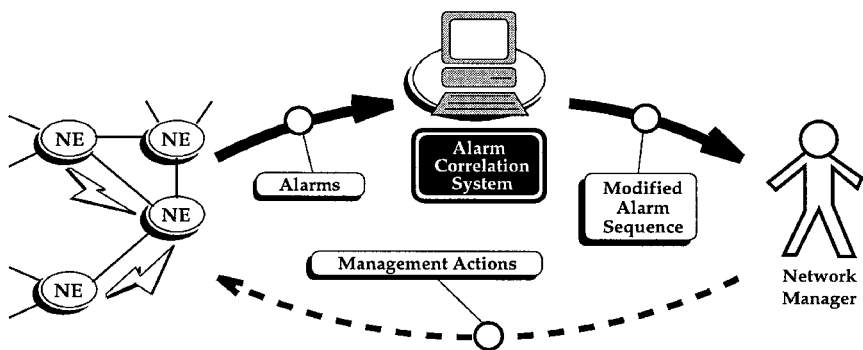 NE
NE
NE
NE
Alarms
Alarm
Correlation
System
Modified
Alarm
Sequence
Network
Manager
Management Actions